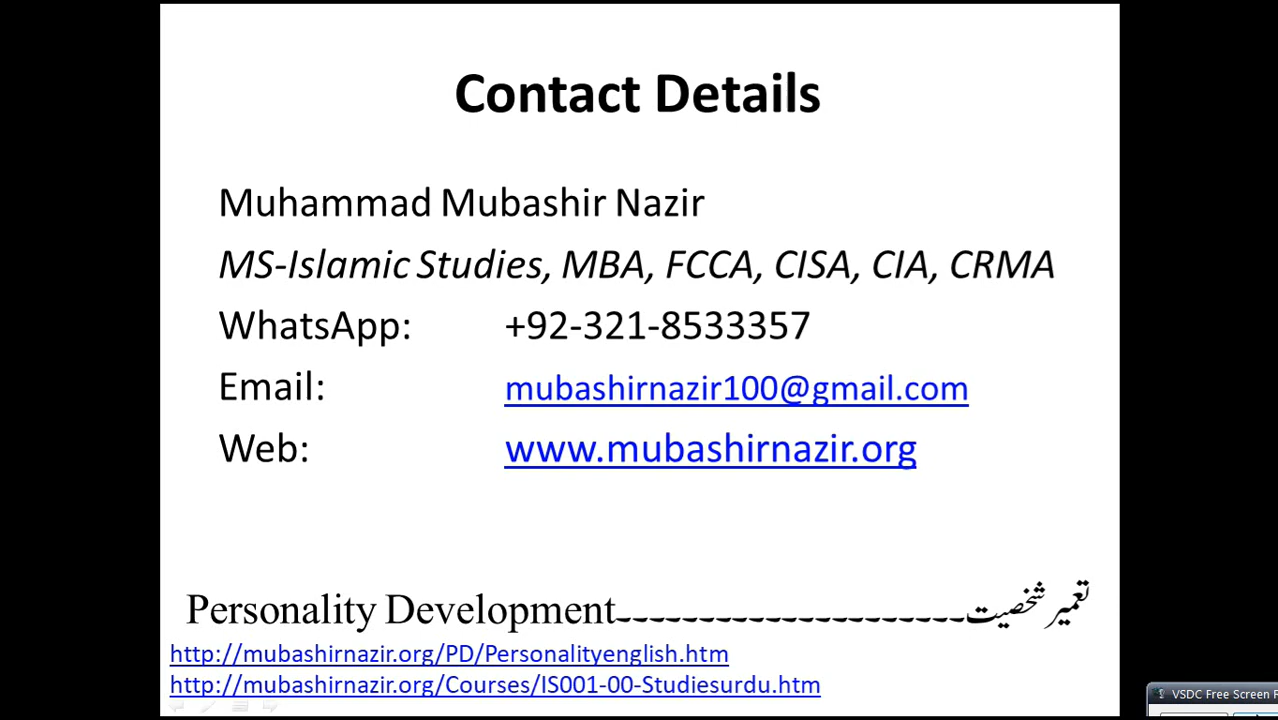 Contact Details
Muhammad Mubashir Nazir
MS-Islamic Studies, MBA, FCCA, CISA, CIA, CRMA
WhatsApp: +92-321-8533357
Email: mubashirnazir100@gmail.com
Web: www.mubashirnazir.org
Personality Development---------------------تعمیر شخصیت
http://mubashirnazir.org/PD/Personalityenglish.htm
http://mubashirnazir.org/Courses/IS001-00-Studiesurdu.htm
VSDC Free Screen